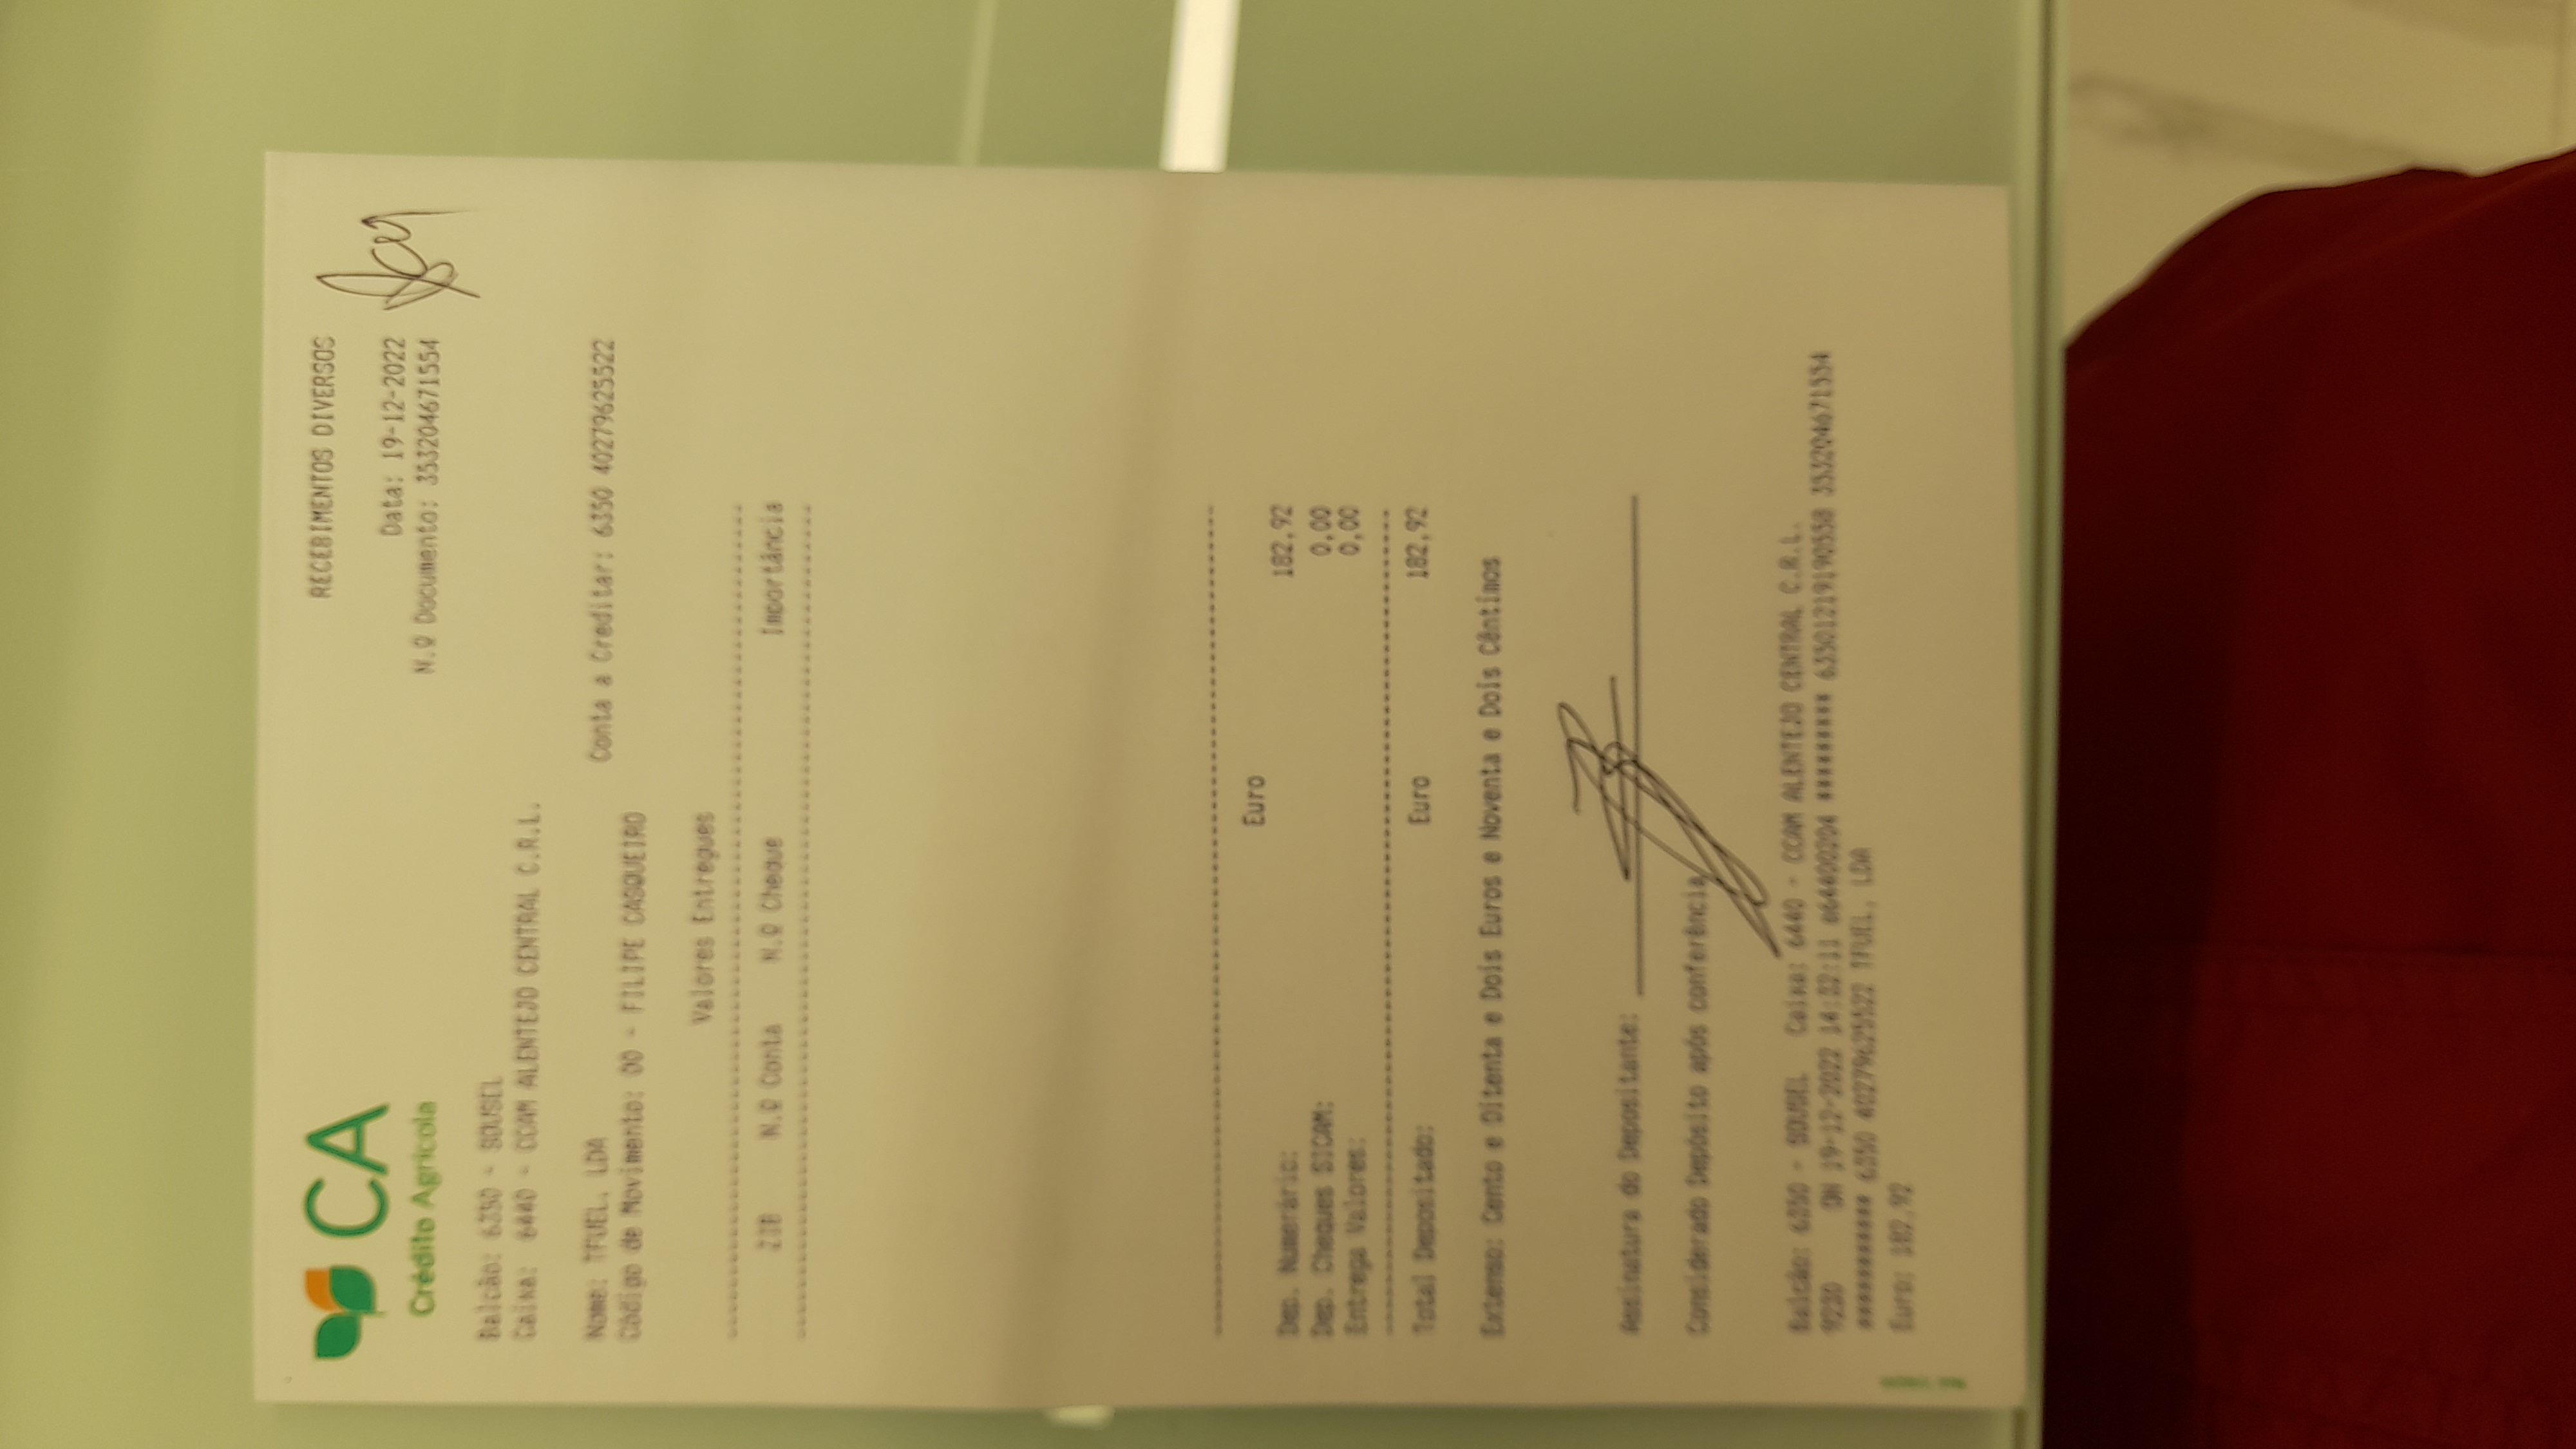 CA
Crédito Agrícola
RECEBIMENTOS DIVERSOS
Data: 19-12-2022
N.º Documento: 353204671554
Balcão: 6350 - SOUSEL
Caixa: 6440 - CCAM ALENTEJO CENTRAL C.R.L.
Nome: TFUEL, LDA Conta a Creditar: 6350 40279625522
Código de Movimento: 00 - FILIPE CASQUEIRO
Valores Entregues
ZIB N.º Conta N.º Cheque Importância
Euro
Dep. Numerário: 182,92
Dep. Cheques SICAM: 0,00
Entrega Valores: 0,00
Total Depositado: Euro 182,92
Extenso: Cento e Oitenta e Dois Euros e Noventa e Dois Cêntimos
Assinatura do Depositante:
Considerado Depósito após conferência
Balcão: 6350 - SOUSEL Caixa: 6440 - CCAM ALENTEJO CENTRAL C.R.L.
9230 ON 19-12-2022 353204671554
6350 40279625522 TFUEL, LDA
Euro: 182,92